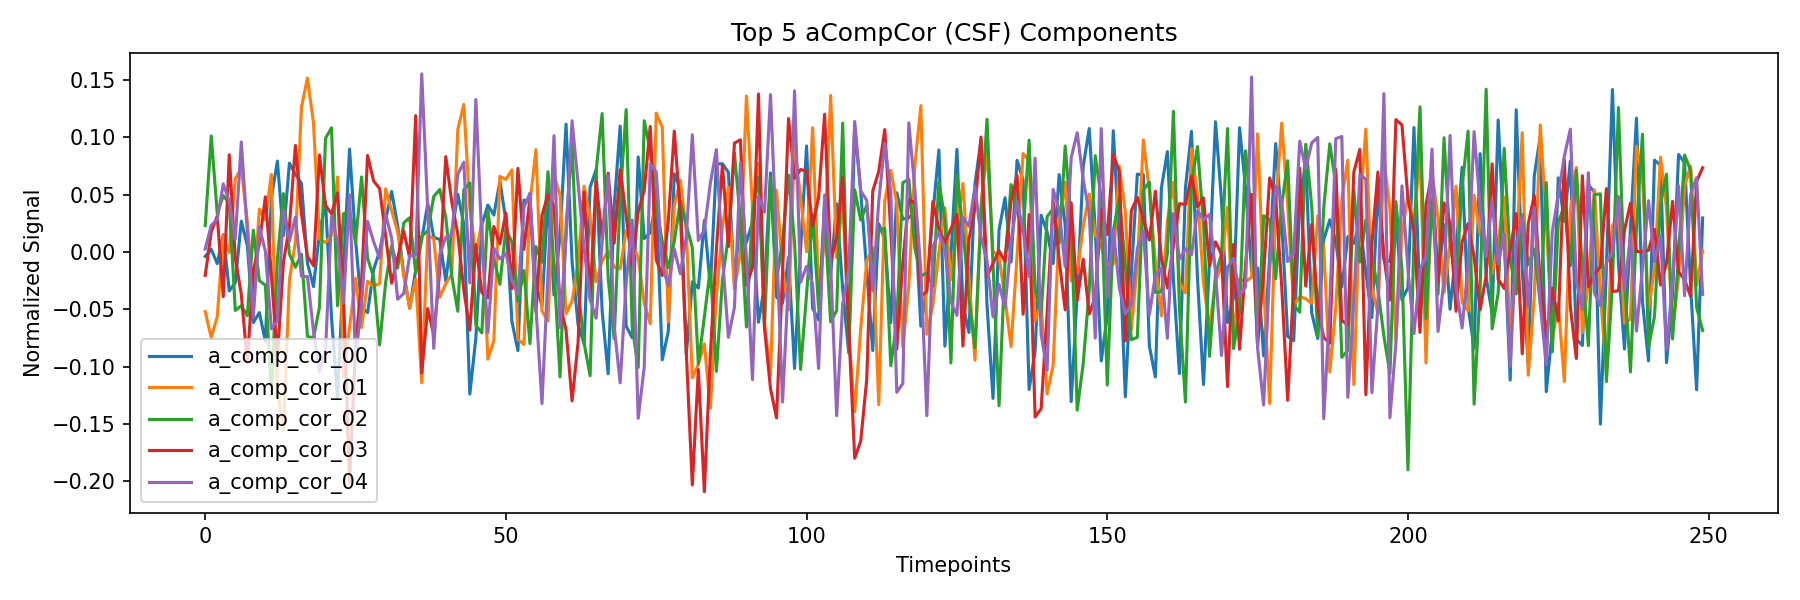 Top 5 aCompCor (CSF) Components
Normalized Signal
0.15
0.10
0.05
0.00
−0.05
−0.10
−0.15
−0.20
a_comp_cor_00
a_comp_cor_01
a_comp_cor_02
a_comp_cor_03
a_comp_cor_04
0 50 100 150 200 250
Timepoints